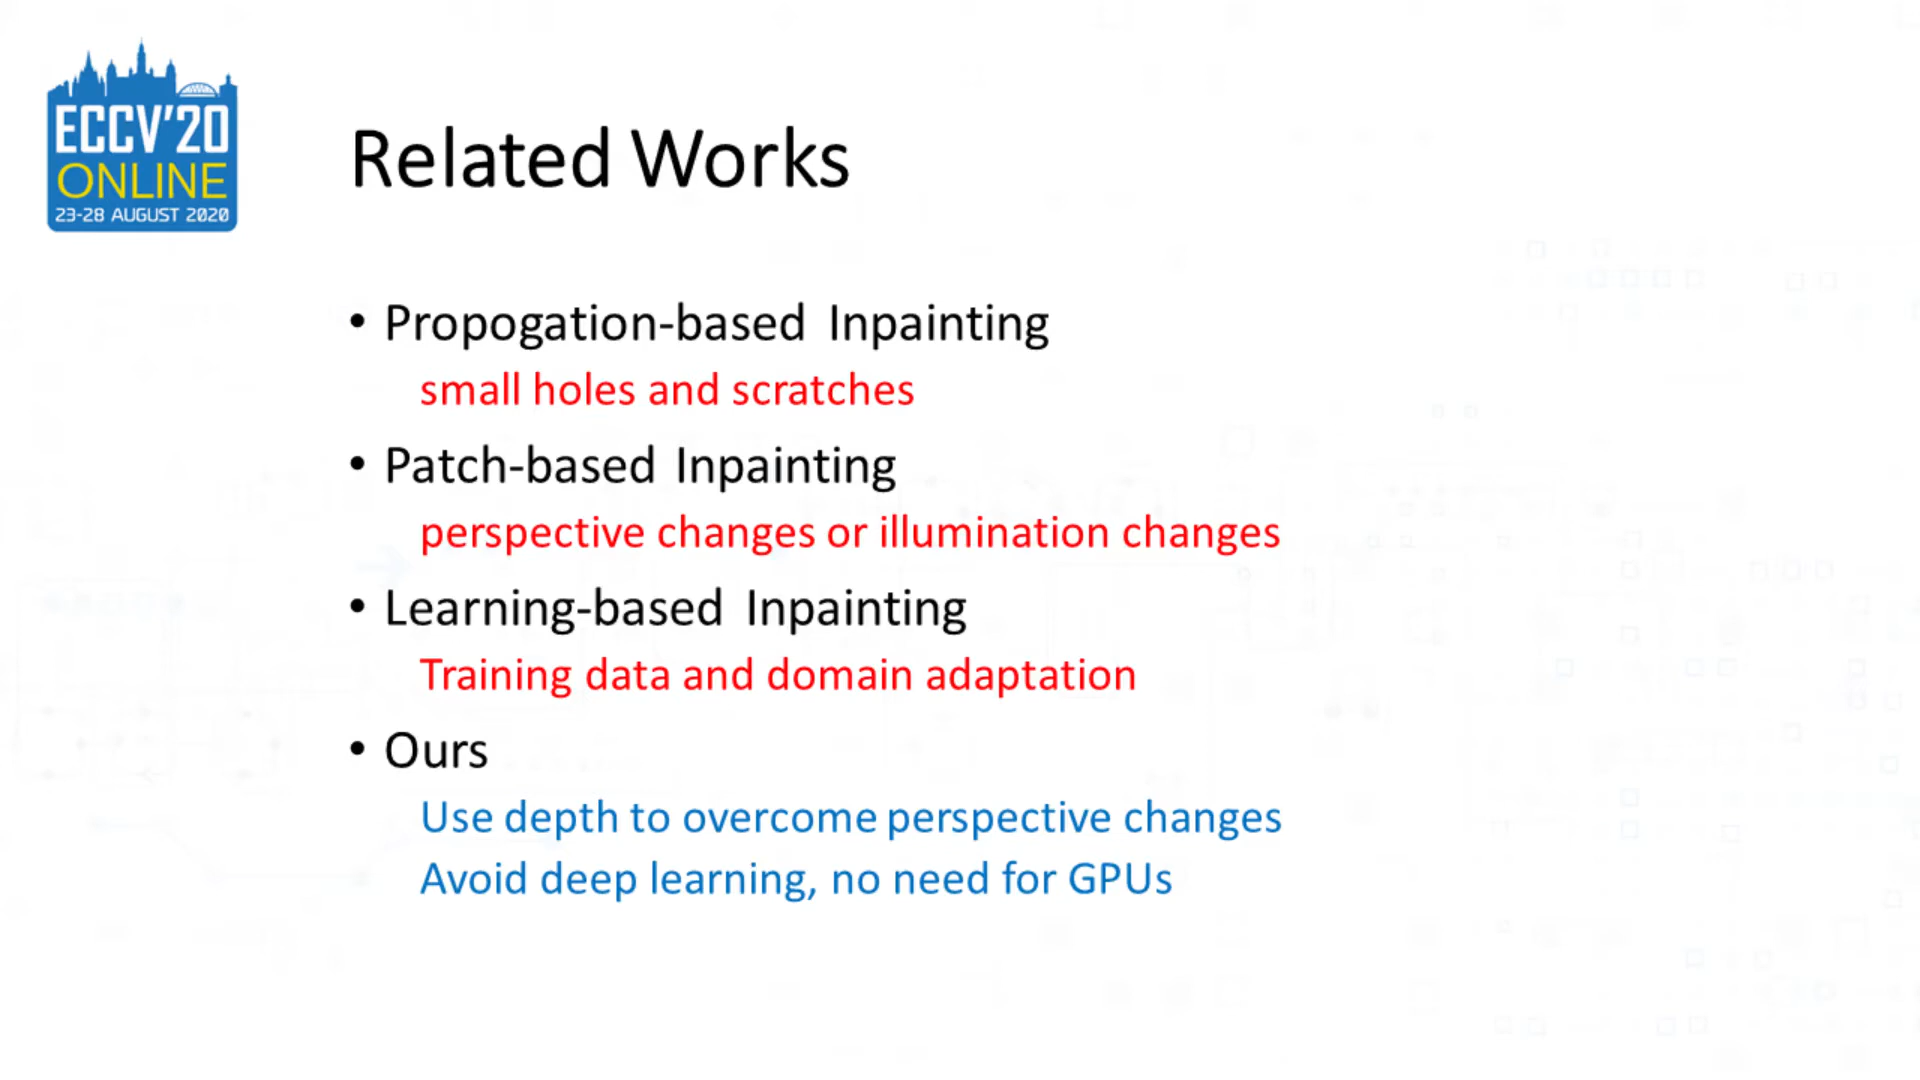 ECCV'20
ONLINE
23-28 AUGUST 2020
Related Works
• Propogation-based Inpainting
small holes and scratches
• Patch-based Inpainting
perspective changes or illumination changes
• Learning-based Inpainting
Training data and domain adaptation
• Ours
Use depth to overcome perspective changes
Avoid deep learning, no need for GPUs